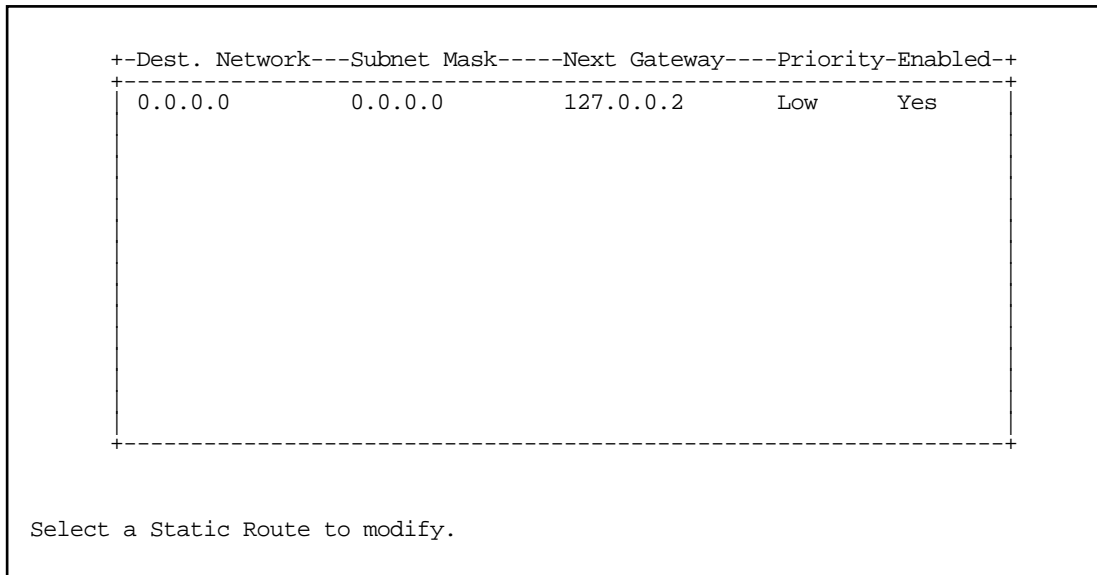 +-Dest. Network---Subnet Mask-----Next Gateway----Priority-Enabled-+
+------------------------------------------------------------------+
| 0.0.0.0         0.0.0.0         127.0.0.2       Low      Yes     |
+------------------------------------------------------------------+
Select a Static Route to modify.